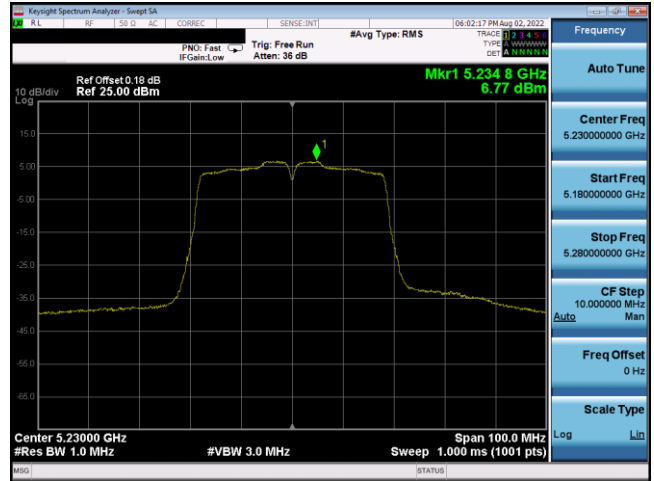 Keysight Spectrum Analyzer - Swept SA
LXI RL RF 50 Ω AC CORREC SENSE:INT 06:02:17 PM Aug 02, 2022
#Avg Type: RMS TRACE 1 2 3 4 5 6
PNO: Fast Trig: Free Run TYPE A WWWWW
IFGain:Low Atten: 36 dB DET A NNNNN
Mkr1 5.234 8 GHz
6.77 dBm
Ref Offset 0.18 dB
10 dB/div Ref 25.00 dBm
Log
15.0
5.00
-5.00
-15.0
-25.0
-35.0
-45.0
-55.0
-65.0
1
Center 5.23000 GHz Span 100.0 MHz
#Res BW 1.0 MHz #VBW 3.0 MHz Sweep 1.000 ms (1001 pts)
MSG STATUS
Frequency
Auto Tune
Center Freq
5.230000000 GHz
Start Freq
5.180000000 GHz
Stop Freq
5.280000000 GHz
CF Step
10.000000 MHz
Auto Man
Freq Offset
0 Hz
Scale Type
Log Lin